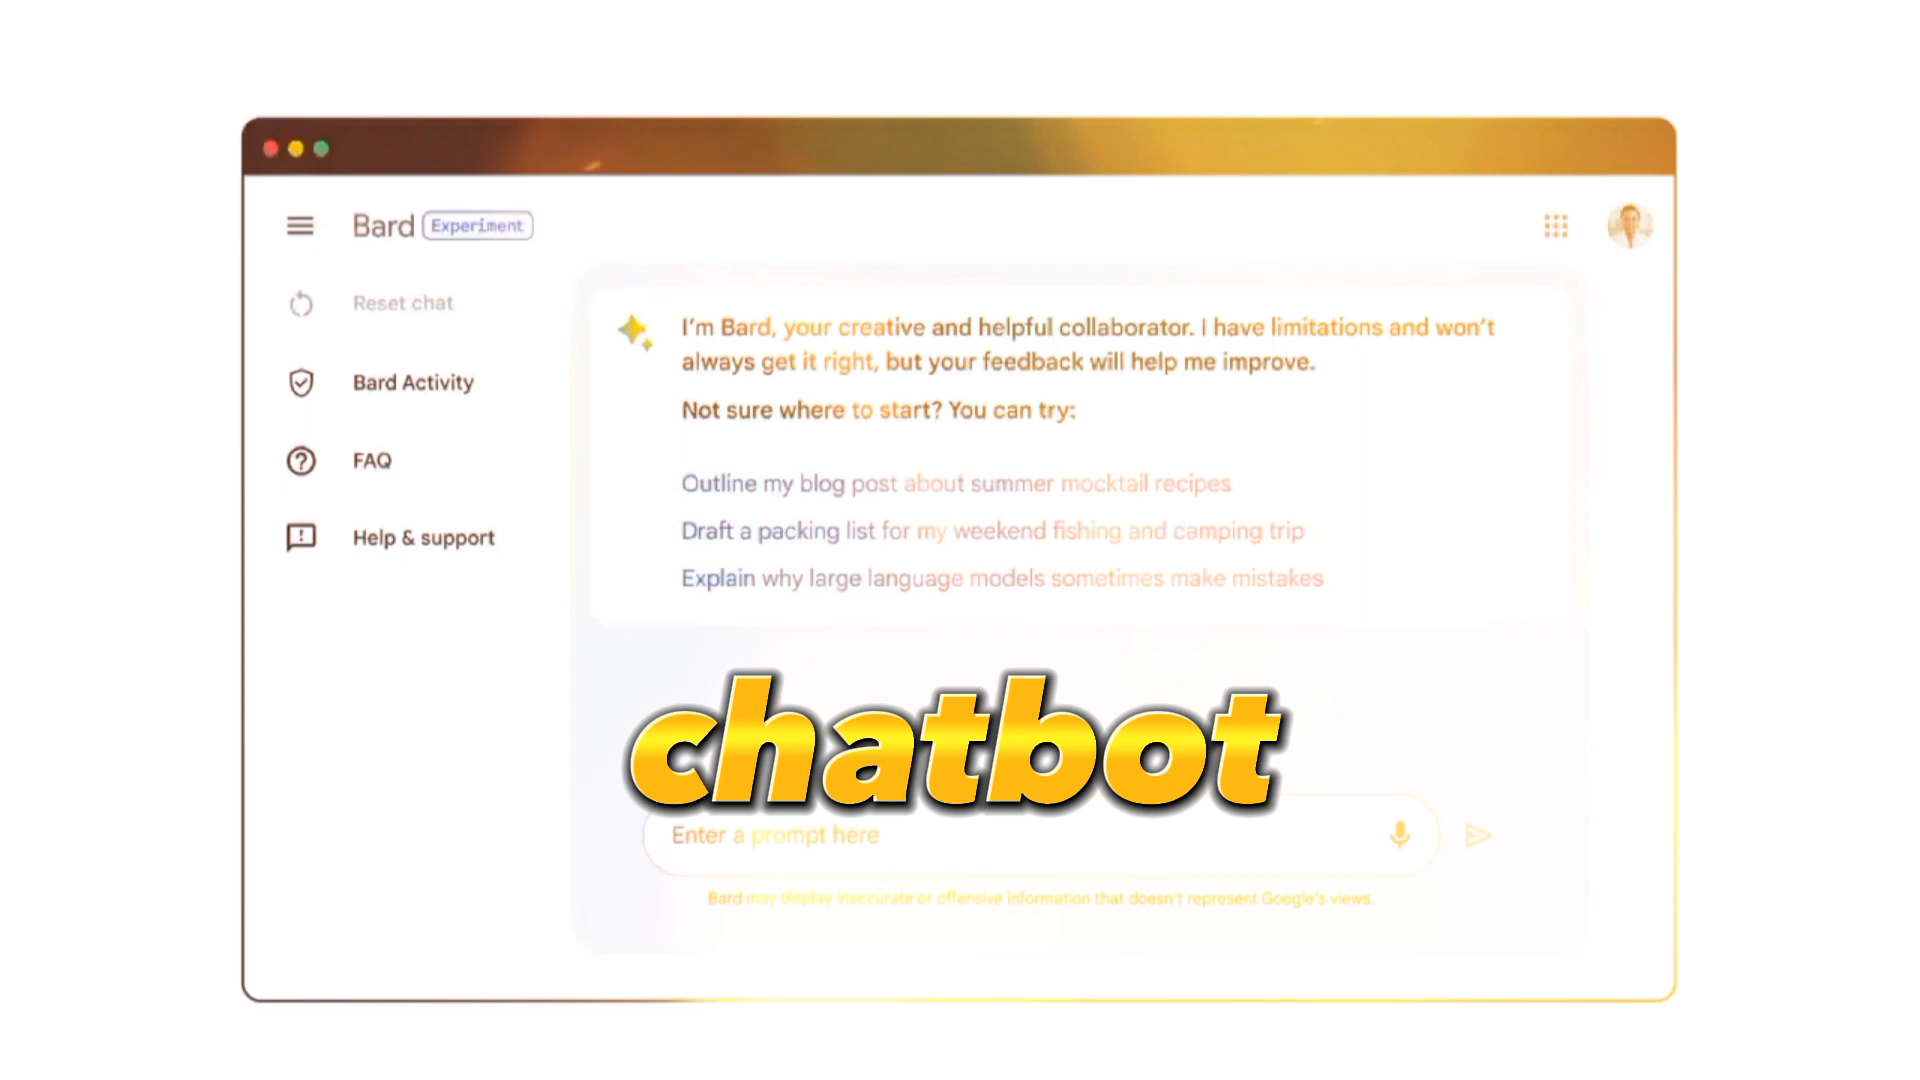 Bard Experiment
Reset chat
Bard Activity
FAQ
Help & support
I'm Bard, your creative and helpful collaborator. I have limitations and won't
always get it right, but your feedback will help me improve.
Not sure where to start? You can try:
Outline my blog post about summer mocktail recipes
Draft a packing list for my weekend fishing and camping trip
Explain why large language models sometimes make mistakes
chatbot
Enter a prompt here
Bard may display inaccurate or offensive information that doesn't represent Google's views.